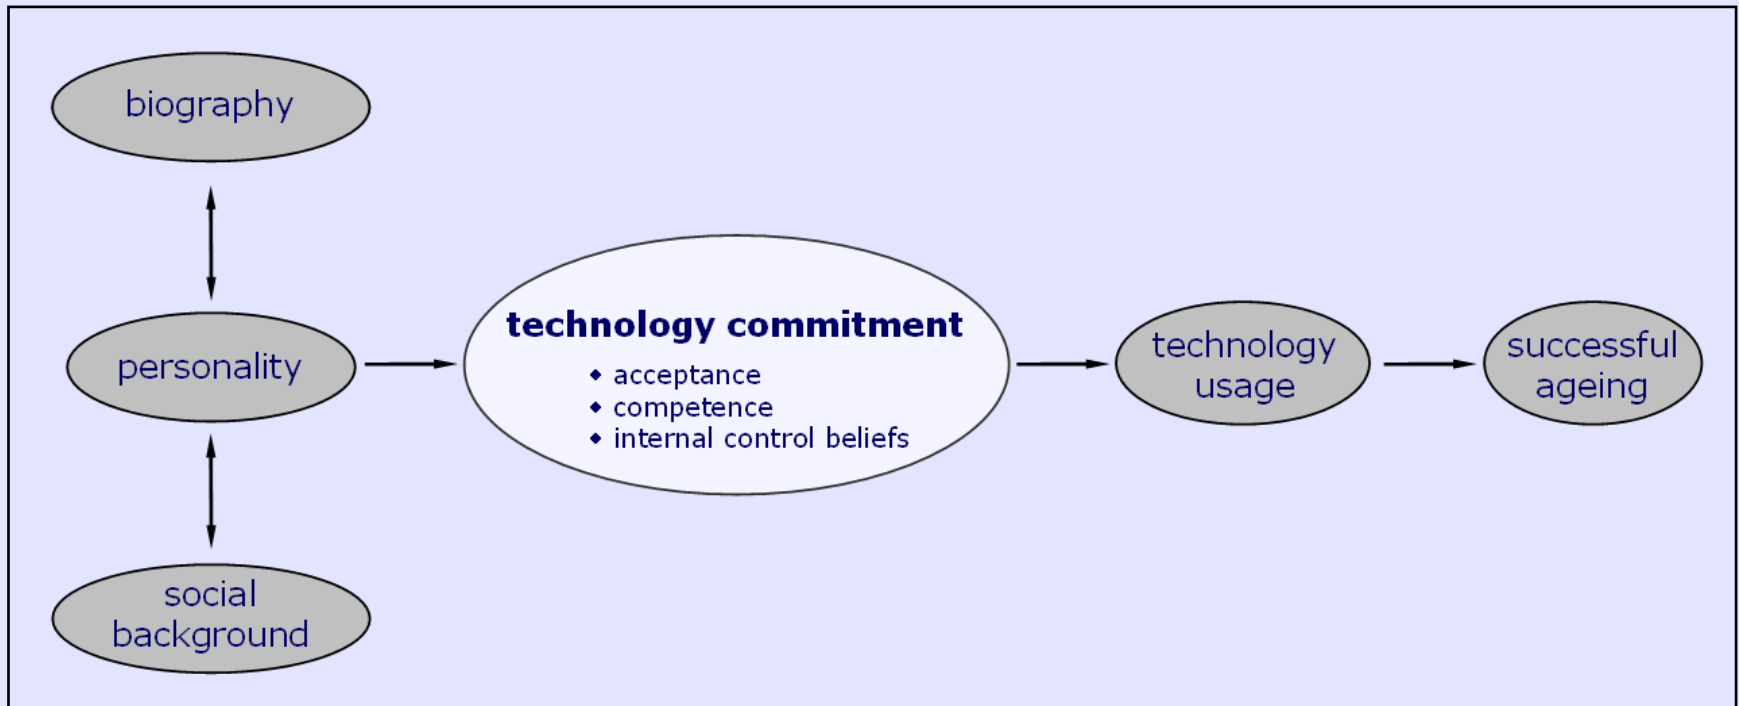 biography
personality
social
background
technology commitment
◆ acceptance
◆ competence
◆ internal control beliefs
technology
usage
successful
ageing